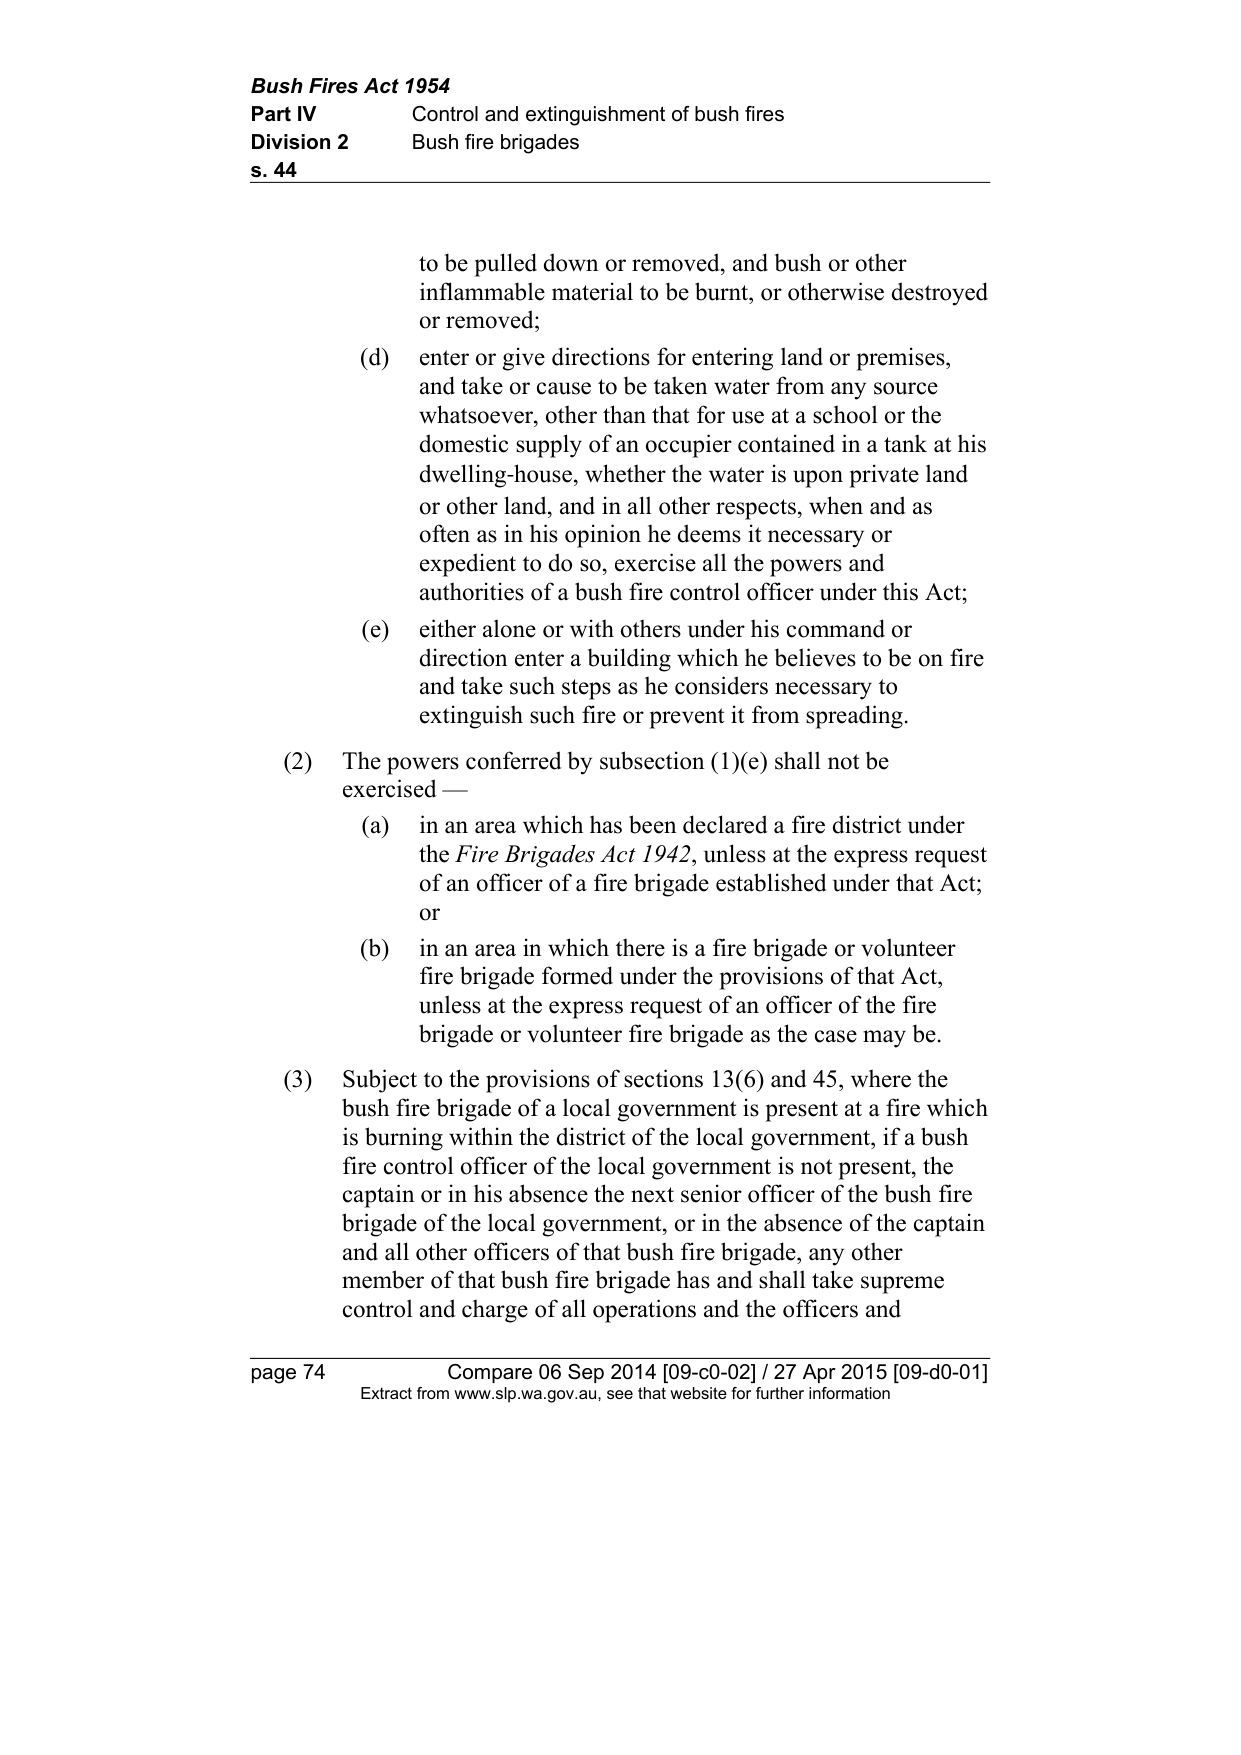 Bush Fires Act 1954
Part IV Control and extinguishment of bush fires
Division 2 Bush fire brigades
s. 44
to be pulled down or removed, and bush or other
inflammable material to be burnt, or otherwise destroyed
or removed;
(d) enter or give directions for entering land or premises,
and take or cause to be taken water from any source
whatsoever, other than that for use at a school or the
domestic supply of an occupier contained in a tank at his
dwelling-house, whether the water is upon private land
or other land, and in all other respects, when and as
often as in his opinion he deems it necessary or
expedient to do so, exercise all the powers and
authorities of a bush fire control officer under this Act;
(e) either alone or with others under his command or
direction enter a building which he believes to be on fire
and take such steps as he considers necessary to
extinguish such fire or prevent it from spreading.
(2) The powers conferred by subsection (1)(e) shall not be
exercised —
(a) in an area which has been declared a fire district under
the Fire Brigades Act 1942, unless at the express request
of an officer of a fire brigade established under that Act;
or
(b) in an area in which there is a fire brigade or volunteer
fire brigade formed under the provisions of that Act,
unless at the express request of an officer of the fire
brigade or volunteer fire brigade as the case may be.
(3) Subject to the provisions of sections 13(6) and 45, where the
bush fire brigade of a local government is present at a fire which
is burning within the district of the local government, if a bush
fire control officer of the local government is not present, the
captain or in his absence the next senior officer of the bush fire
brigade of the local government, or in the absence of the captain
and all other officers of that bush fire brigade, any other
member of that bush fire brigade has and shall take supreme
control and charge of all operations and the officers and
page 74 Compare 06 Sep 2014 [09-c0-02] / 27 Apr 2015 [09-d0-01]
Extract from www.slp.wa.gov.au, see that website for further information